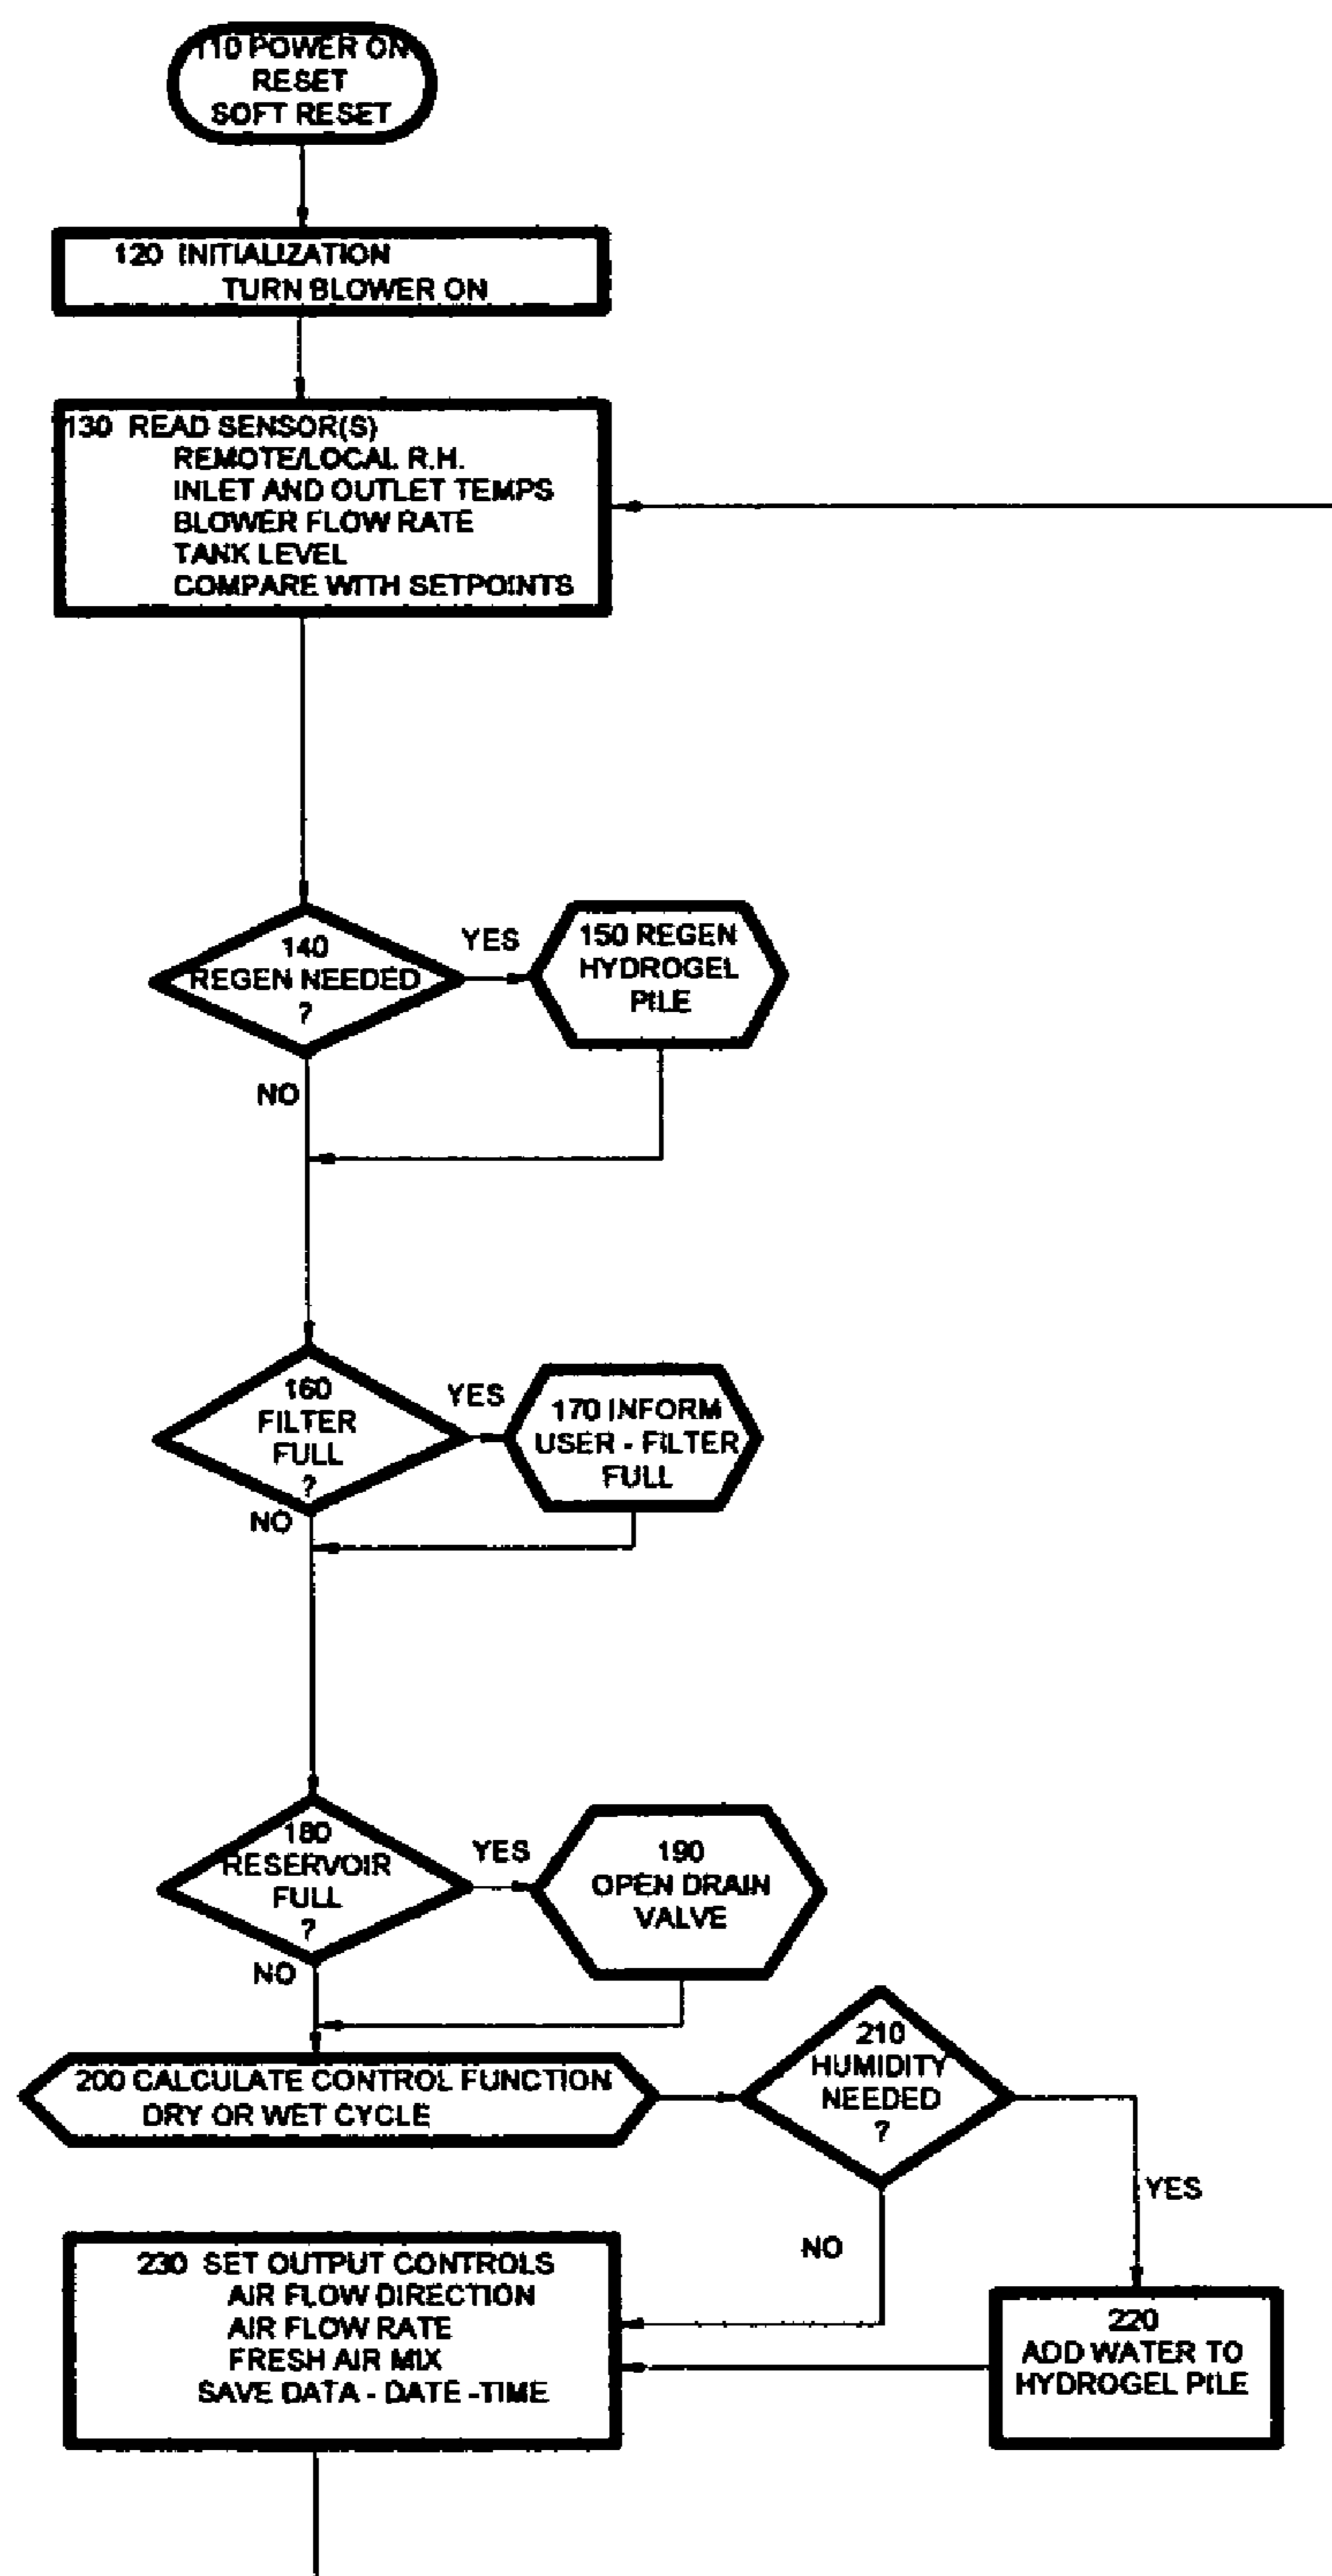 110 POWER ON
RESET
SOFT RESET
120 INITIALIZATION
TURN BLOWER ON
130 READ SENSOR(S)
REMOTE/LOCAL R.H.
INLET AND OUTLET TEMPS
BLOWER FLOW RATE
TANK LEVEL
COMPARE WITH SETPOINTS
140
REGEN NEEDED
?
YES
150 REGEN
HYDROGEL
PILE
NO
160
FILTER
FULL
?
YES
170 INFORM
USER - FILTER
FULL
NO
180
RESERVOIR
FULL
?
YES
190
OPEN DRAIN
VALVE
NO
200 CALCULATE CONTROL FUNCTION
DRY OR WET CYCLE
210
HUMIDITY
NEEDED
?
YES
NO
220
ADD WATER TO
HYDROGEL PILE
230 SET OUTPUT CONTROLS
AIR FLOW DIRECTION
AIR FLOW RATE
FRESH AIR MIX
SAVE DATA - DATE -TIME